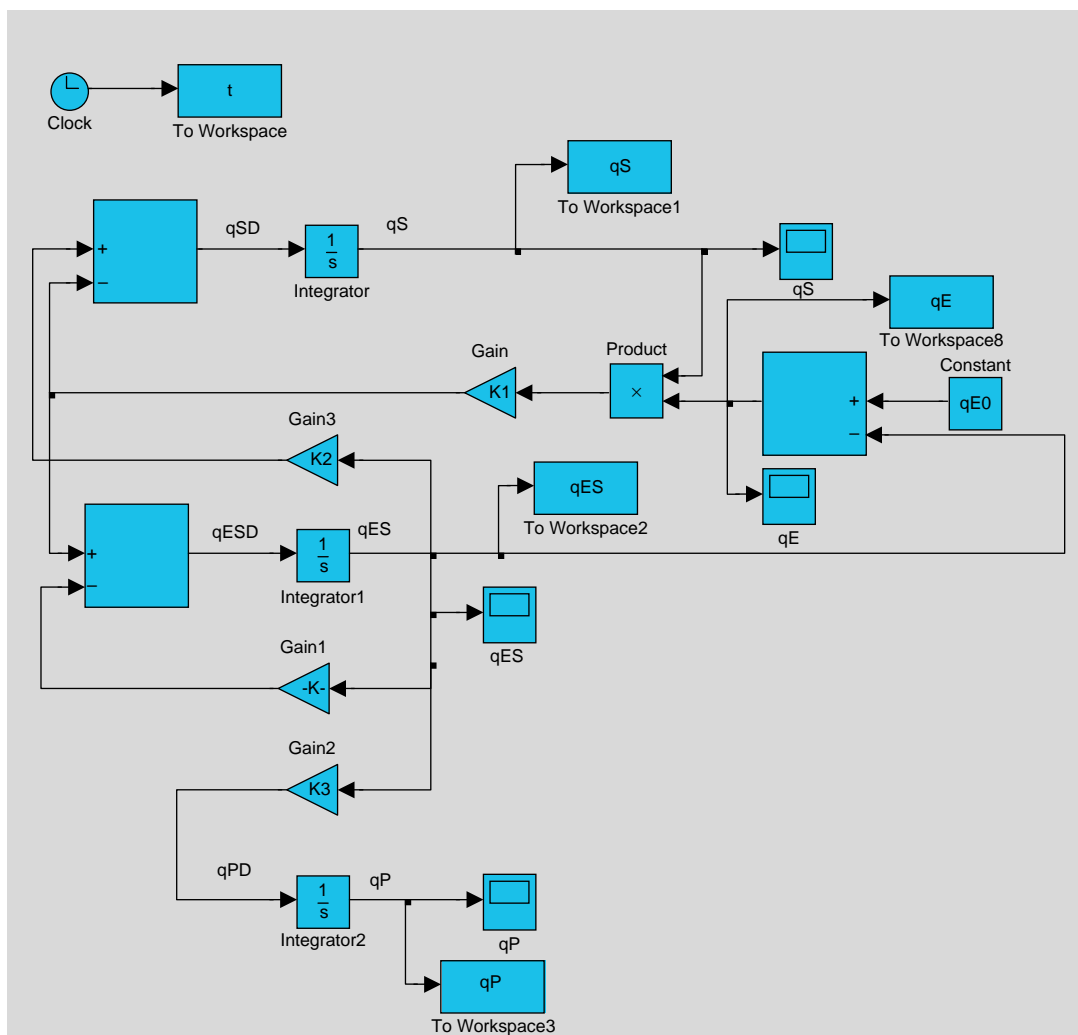 t
Clock
To Workspace
qS
To Workspace1
+
−
qSD
1
s
qS
Integrator
qS
qE
To Workspace8
Gain
Product
Constant
K1
×
+
−
qE0
Gain3
K2
qES
To Workspace2
qE
+
−
qESD
1
s
qES
Integrator1
qES
Gain1
-K-
Gain2
K3
qPD
1
s
qP
Integrator2
qP
qP
To Workspace3